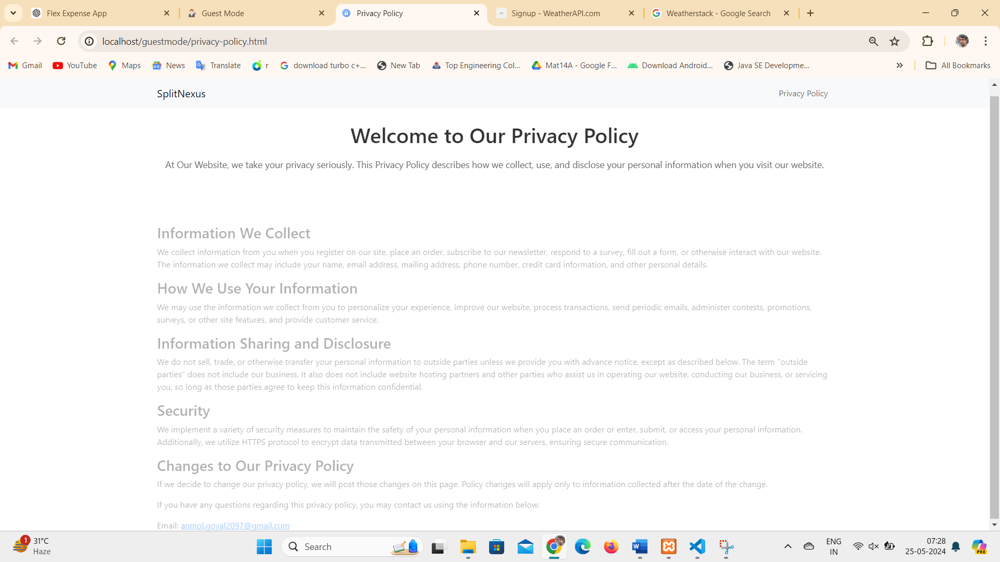 Flex Expense App
Guest Mode
Privacy Policy
Signup - WeatherAPI.com
Weatherstack - Google Search
localhost/guestmode/privacy-policy.html
Gmail
YouTube
Maps
News
Translate
r
download turbo c+...
New Tab
Top Engineering Col...
Mat14A - Google F...
Download Android...
Java SE Developme...
All Bookmarks
SplitNexus
Privacy Policy
Welcome to Our Privacy Policy
At Our Website, we take your privacy seriously. This Privacy Policy describes how we collect, use, and disclose your personal information when you visit our website.
Information We Collect
We collect information from you when you register on our site, place an order, subscribe to our newsletter, respond to a survey, fill out a form, or otherwise interact with our website.
The information we collect may include your name, email address, mailing address, phone number, credit card information, and other personal details.
How We Use Your Information
We may use the information we collect from you to personalize your experience, improve our website, process transactions, send periodic emails, administer contests, promotions,
surveys, or other site features, and provide customer service.
Information Sharing and Disclosure
We do not sell, trade, or otherwise transfer your personal information to outside parties unless we provide you with advance notice, except as described below. The term "outside
parties" does not include our business. It also does not include website hosting partners and other parties who assist us in operating our website, conducting our business, or servicing
you, so long as those parties agree to keep this information confidential.
Security
We implement a variety of security measures to maintain the safety of your personal information when you place an order or enter, submit, or access your personal information.
Additionally, we utilize HTTPS protocol to encrypt data transmitted between your browser and our servers, ensuring secure communication.
Changes to Our Privacy Policy
If we decide to change our privacy policy, we will post those changes on this page. Policy changes will apply only to information collected after the date of the change.
If you have any questions regarding this privacy policy, you may contact us using the information below:
Email: anmol.goyal2097@gmail.com
1
31°C
Haze
Search
ENG
IN
07:28
25-05-2024
PRE